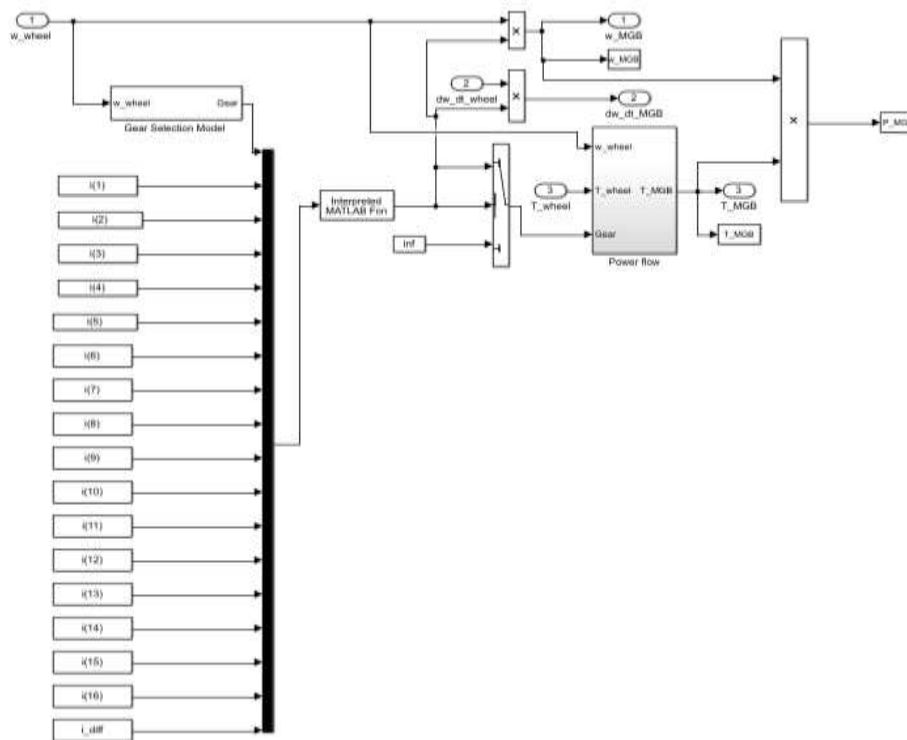 1
w_wheel
w_wheel
Gear
Gear Selection Model
i(1)
i(2)
i(3)
i(4)
i(5)
i(6)
i(7)
i(8)
i(9)
i(10)
i(11)
i(12)
i(13)
i(14)
i(15)
i(16)
i_diff
Interpreted
MATLAB Fcn
Inf
×
1
w_MGB
w_MGB
2
dw_dt_wheel
×
2
dw_dt_MGB
3
T_wheel
w_wheel
T_wheel
T_MGB
Gear
Power flow
3
T_MGB
T_MGB
×